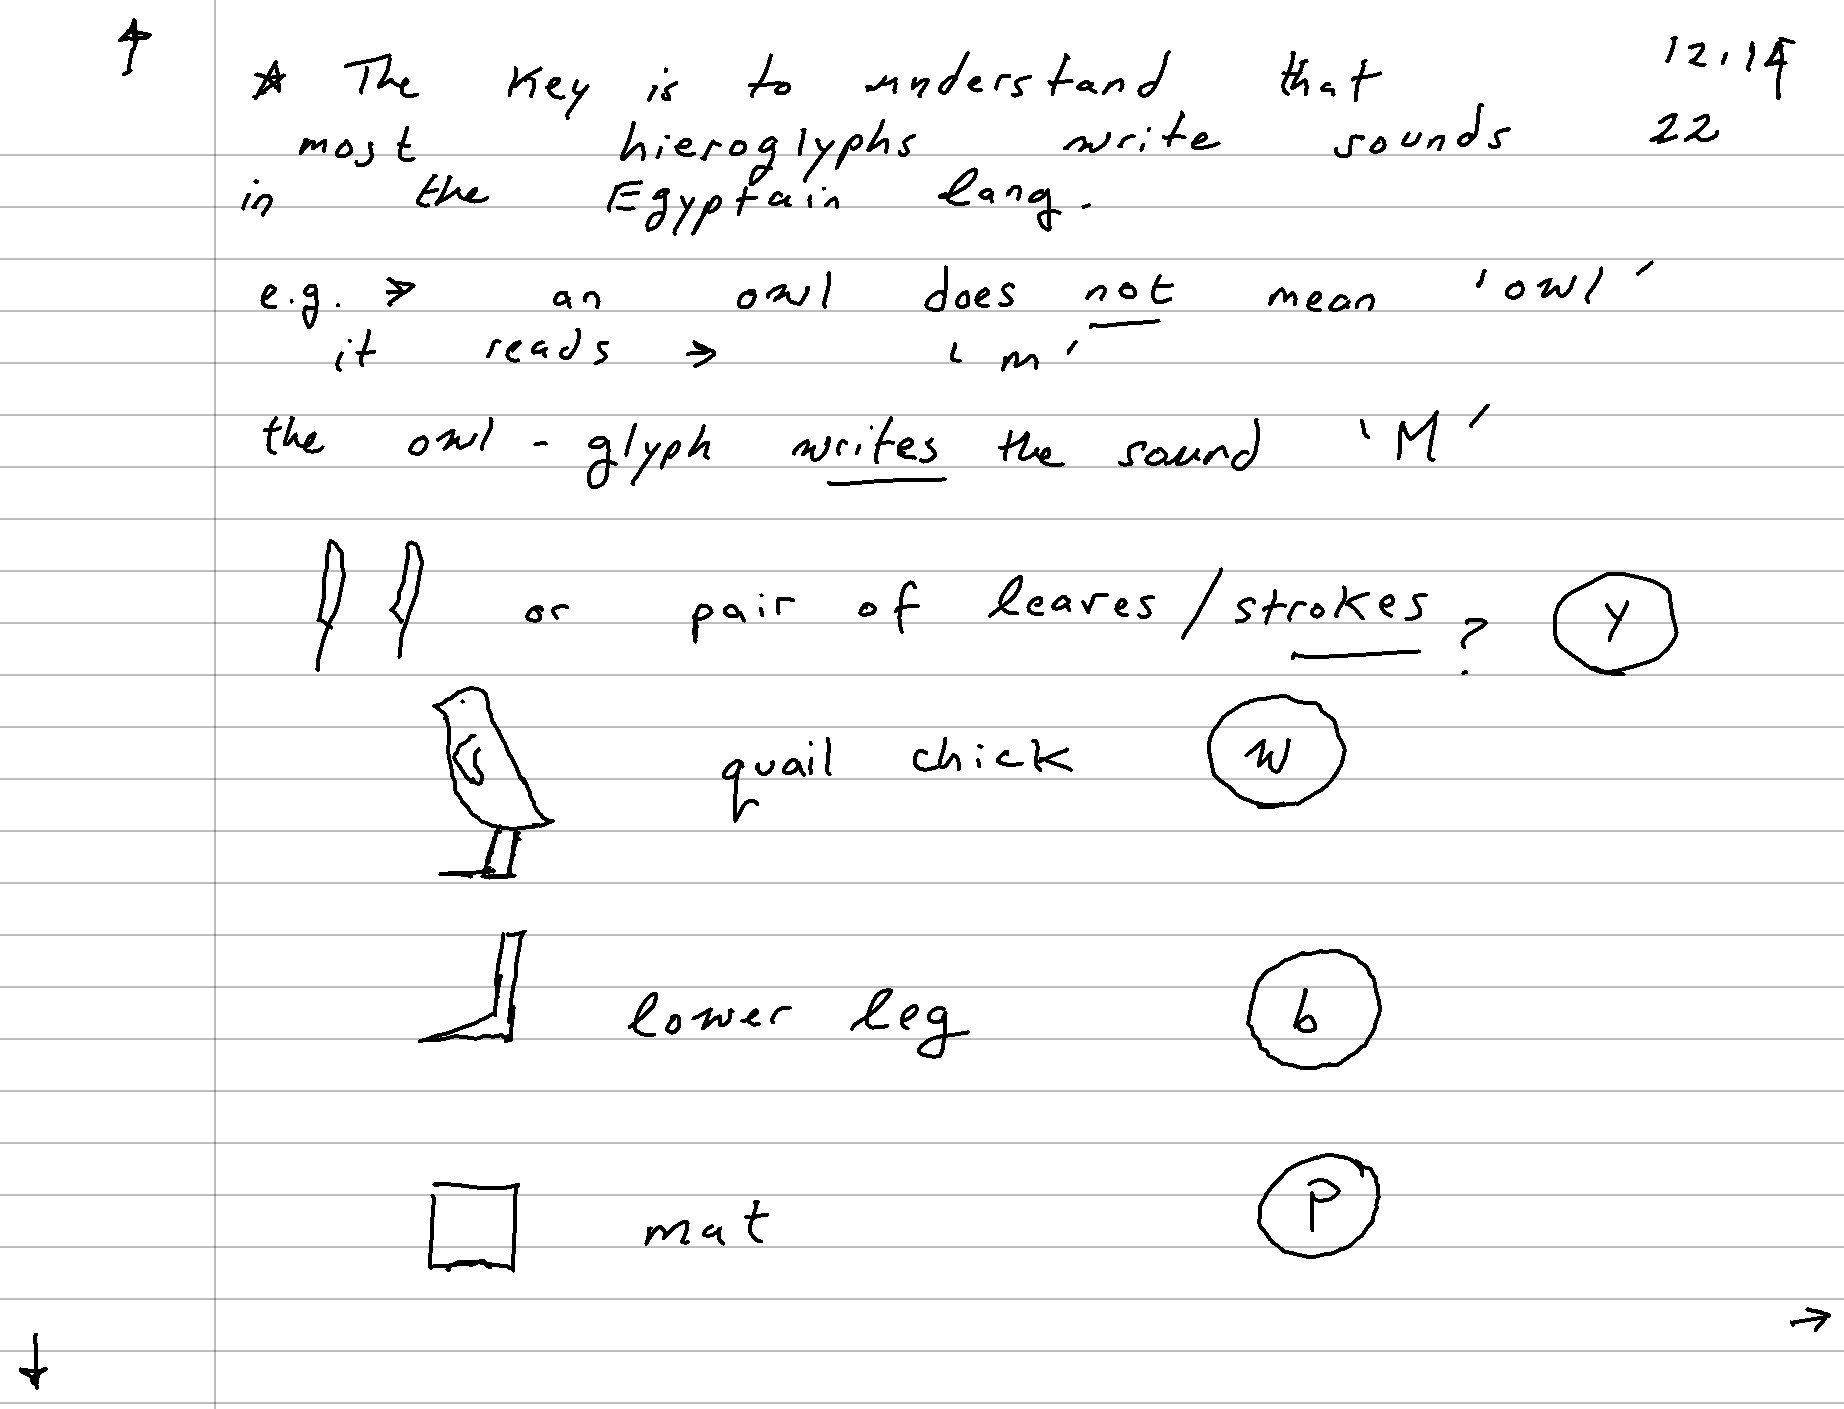 ☆ The Key is to understand that 12.14
most hieroglyphs write sounds 22
in the Egyptain lang.
e.g. → an owl does not mean 'owl'
it reads → 'm'
the owl - glyph writes the sound 'M'
or pair of leaves / strokes ? Y
quail chick W
lower leg b
mat P